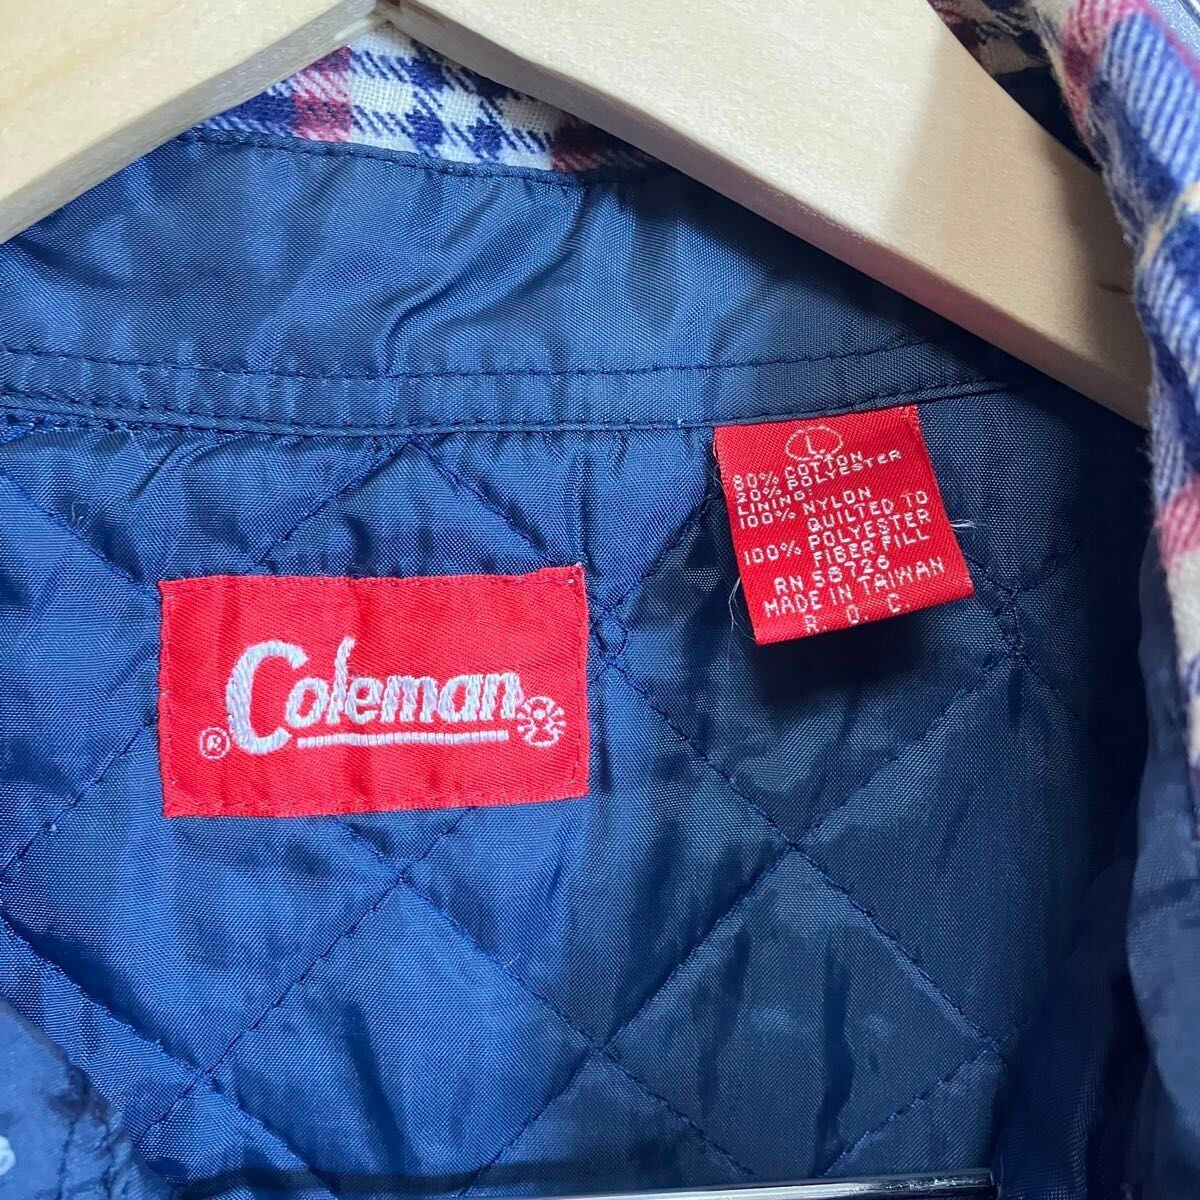 L
80% COTTON
20% POLYESTER
LINING:
100% NYLON
QUILTED TO
POLYESTER
100% FIBER FILL
RN 58726
MADE IN TAIWAN
R. O. C.
® Coleman